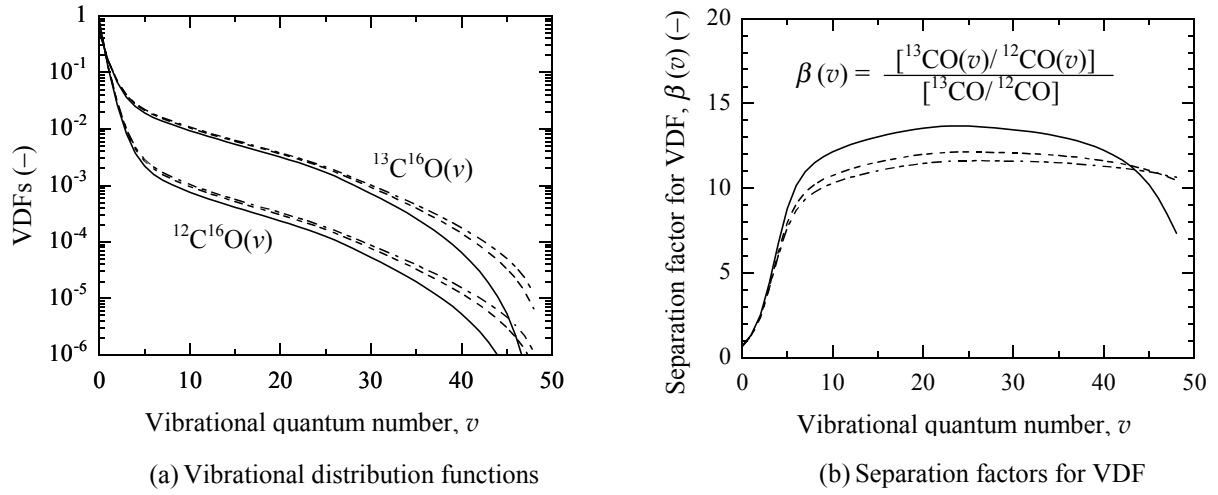 1
10⁻¹
10⁻²
10⁻³
10⁻⁴
10⁻⁵
10⁻⁶
VDFs (–)
¹³C¹⁶O(v)
¹²C¹⁶O(v)
0 10 20 30 40 50
Vibrational quantum number, v
(a) Vibrational distribution functions
20
15
10
5
0
Separation factor for VDF, β (v) (–)
β (v) = [¹³CO(v)/ ¹²CO(v)]
[¹³CO/ ¹²CO]
0 10 20 30 40 50
Vibrational quantum number, v
(b) Separation factors for VDF